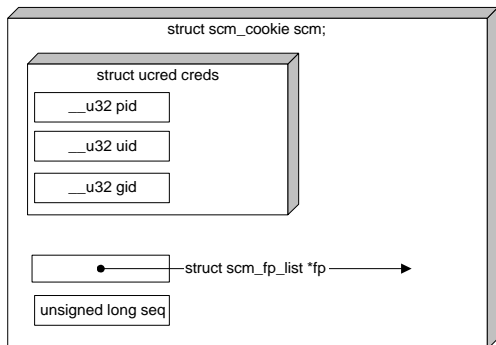 struct scm_cookie scm;
struct ucred creds
__u32 pid
__u32 uid
__u32 gid
struct scm_fp_list *fp
unsigned long seq